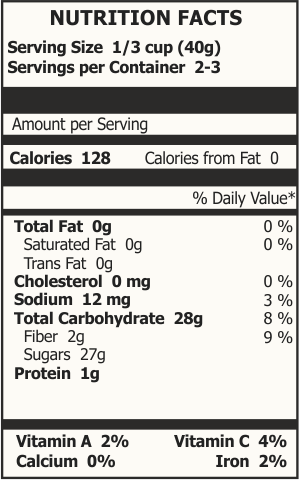 NUTRITION FACTS
Serving Size 1/3 cup (40g)
Servings per Container 2-3
Amount per Serving
Calories 128 Calories from Fat 0
% Daily Value*
Total Fat 0g 0 %
Saturated Fat 0g 0 %
Trans Fat 0g
Cholesterol 0 mg 0 %
Sodium 12 mg 3 %
Total Carbohydrate 28g 8 %
Fiber 2g 9 %
Sugars 27g
Protein 1g
Vitamin A 2% Vitamin C 4%
Calcium 0% Iron 2%